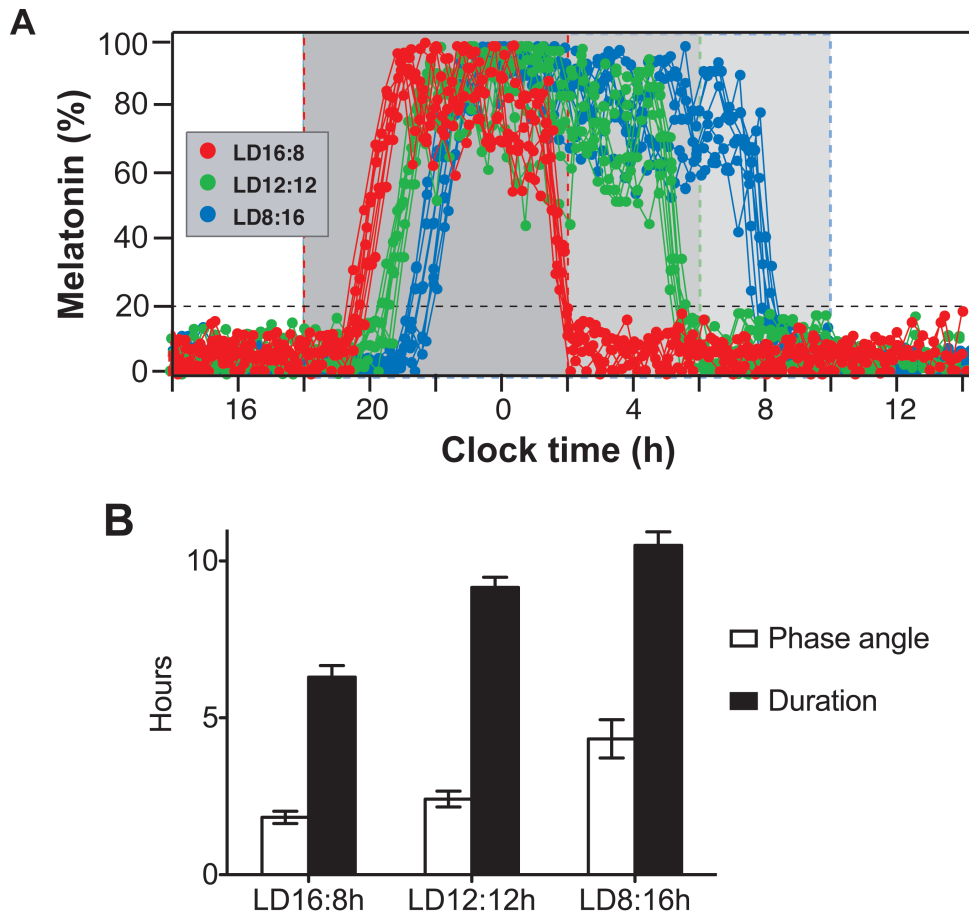 A
Melatonin (%)
100
80
60
40
20
0
LD16:8
LD12:12
LD8:16
16 20 0 4 8 12
Clock time (h)
B
Hours
10
5
0
Phase angle
Duration
LD16:8h LD12:12h LD8:16h